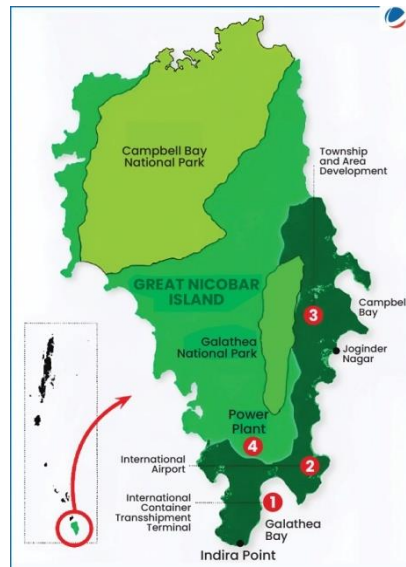 Campbell Bay
National Park
Township
and Area
Development
GREAT NICOBAR
ISLAND
Galathea
National Park
3
Campbel
Bay
Joginder
Nagar
Power
Plant
4
International
Airport
2
International
Container
Transshipment
Terminal
1
Galathea
Bay
Indira Point